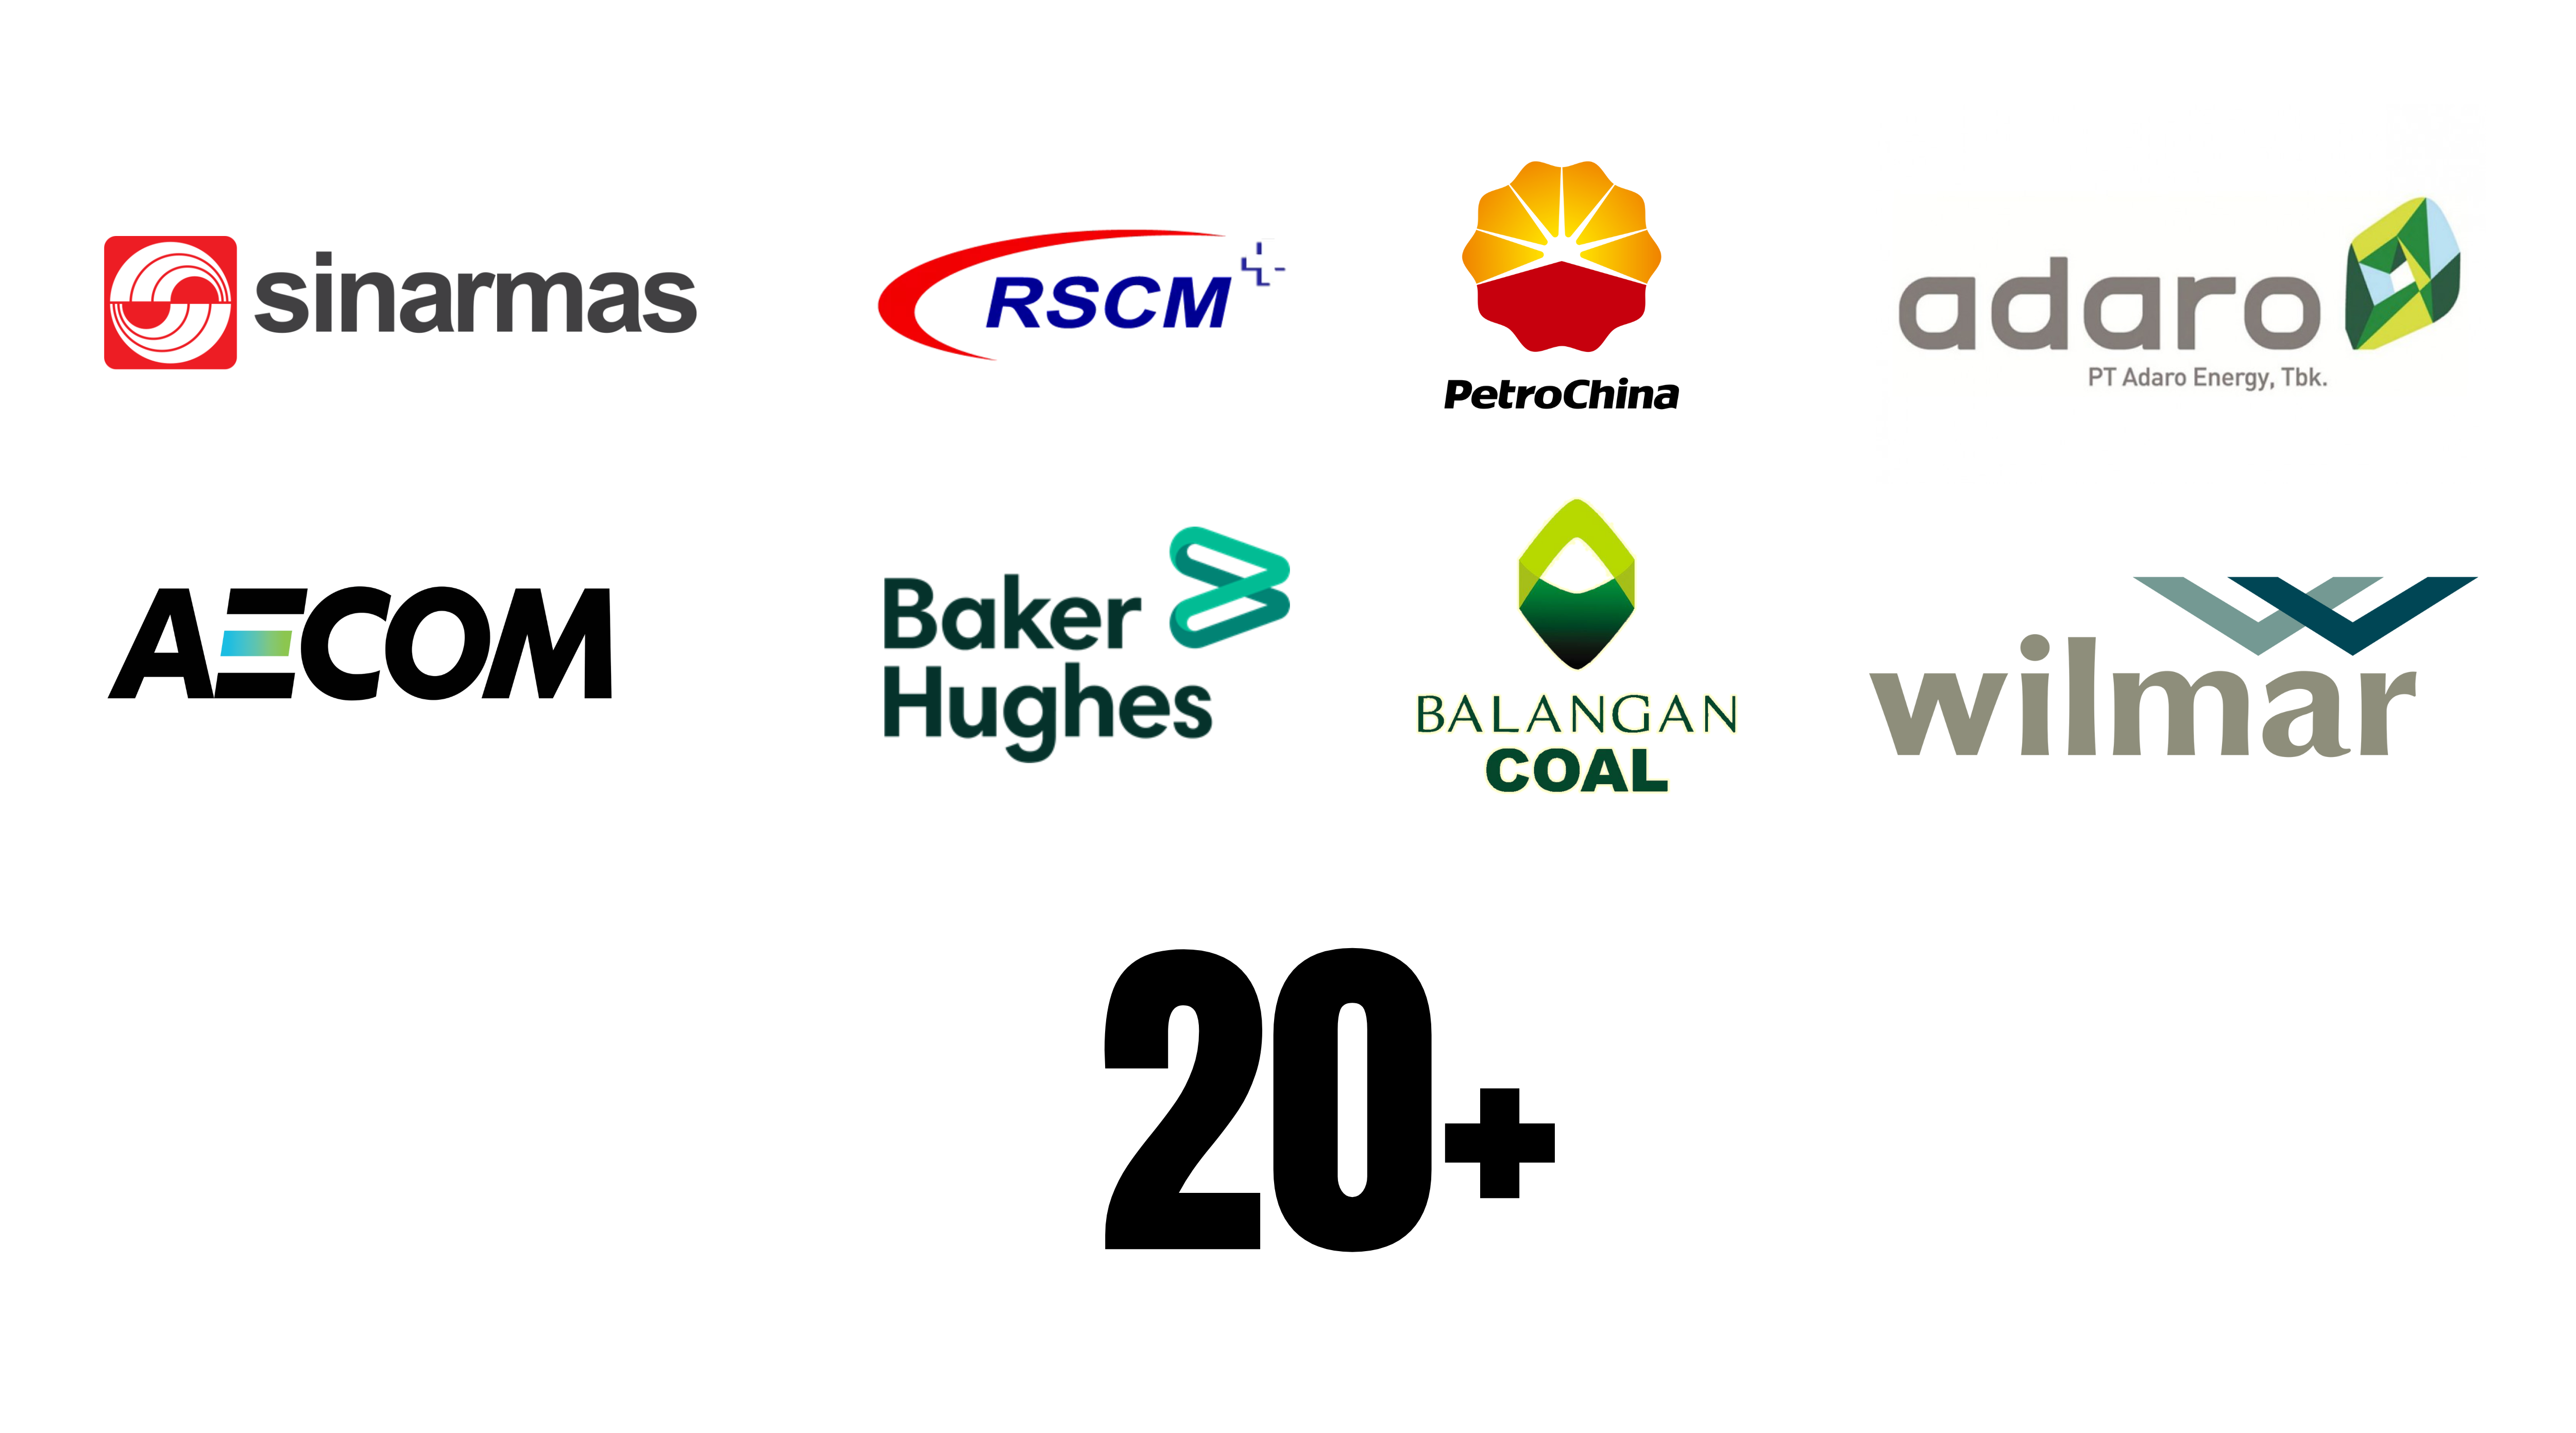 sinarmas
RSCM
PetroChina
adaro
PT Adaro Energy, Tbk.
AECOM
Baker
Hughes
BALANGAN
COAL
wilmar
20+